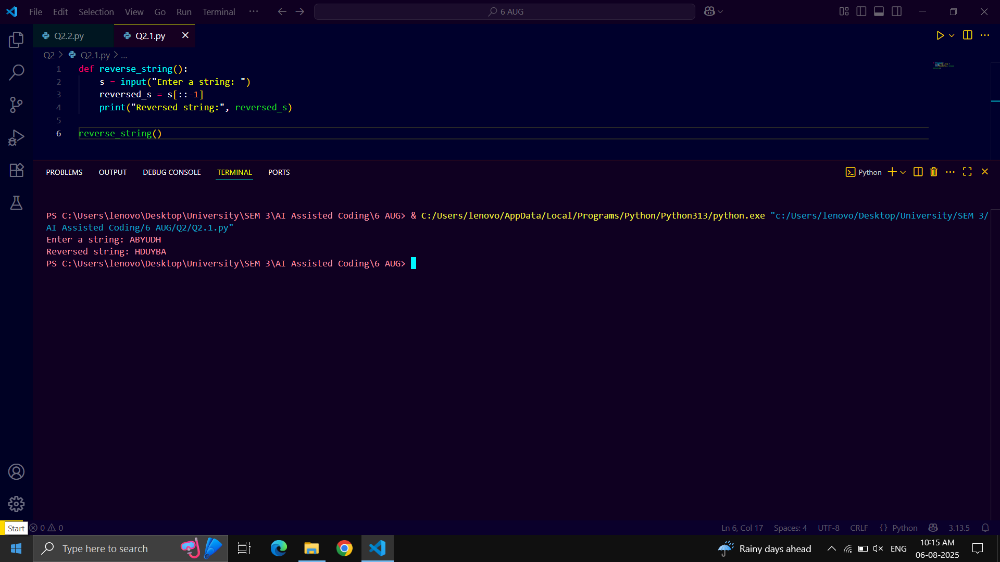 File Edit Selection View Go Run Terminal ··· 6 AUG
Q2.2.py Q2.1.py
Q2 > Q2.1.py > ...
1 def reverse_string():
2 s = input("Enter a string: ")
3 reversed_s = s[::-1]
4 print("Reversed string:", reversed_s)
5
6 reverse_string()
PROBLEMS OUTPUT DEBUG CONSOLE TERMINAL PORTS Python
PS C:\Users\lenovo\Desktop\University\SEM 3\AI Assisted Coding\6 AUG> & C:/Users/lenovo/AppData/Local/Programs/Python/Python313/python.exe "c:/Users/lenovo/Desktop/University/SEM 3/
AI Assisted Coding/6 AUG/Q2/Q2.1.py"
Enter a string: ABYUDH
Reversed string: HDUYBA
PS C:\Users\lenovo\Desktop\University\SEM 3\AI Assisted Coding\6 AUG>
Start 0 0 Ln 6, Col 17 Spaces: 4 UTF-8 CRLF {} Python 3.13.5
Type here to search Rainy days ahead ENG 10:15 AM
06-08-2025